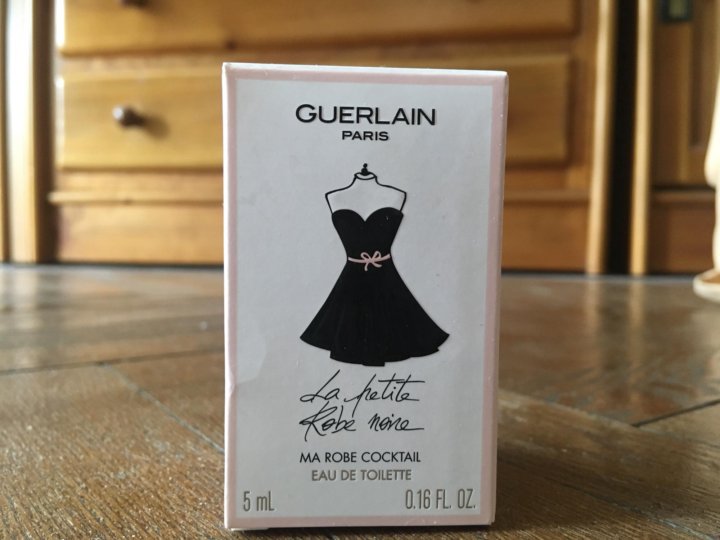 GUERLAIN
PARIS
La petite
Robe noire
MA ROBE COCKTAIL
EAU DE TOILETTE
5 mL 0.16 FL. OZ.